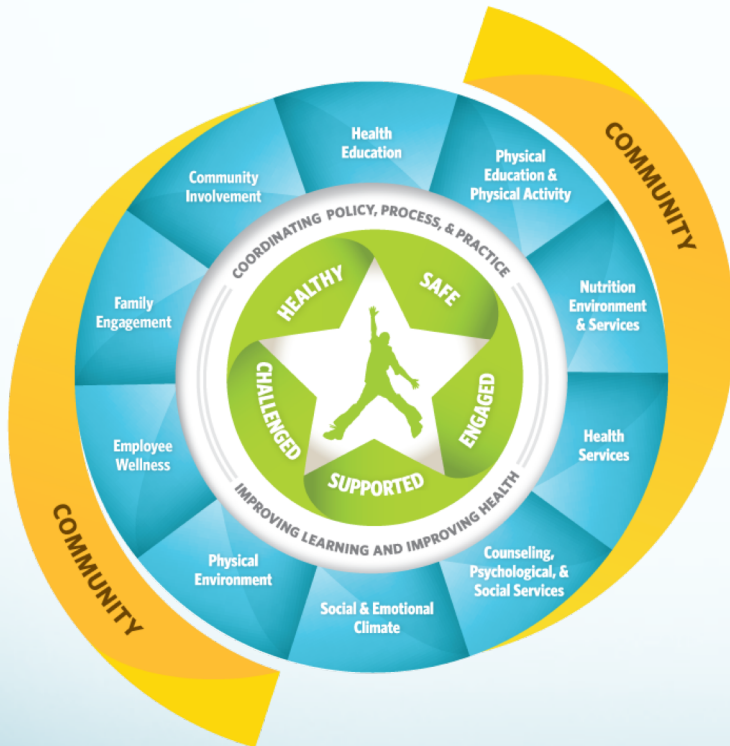 COMMUNITY
Health
Education
Physical
Education &
Physical Activity
Nutrition
Environment
& Services
Health
Services
Counseling,
Psychological, &
Social Services
Social & Emotional
Climate
Physical
Environment
Employee
Wellness
Family
Engagement
Community
Involvement
COORDINATING POLICY, PROCESS, & PRACTICE
IMPROVING LEARNING AND IMPROVING HEALTH
HEALTHY
SAFE
ENGAGED
SUPPORTED
CHALLENGED
COMMUNITY